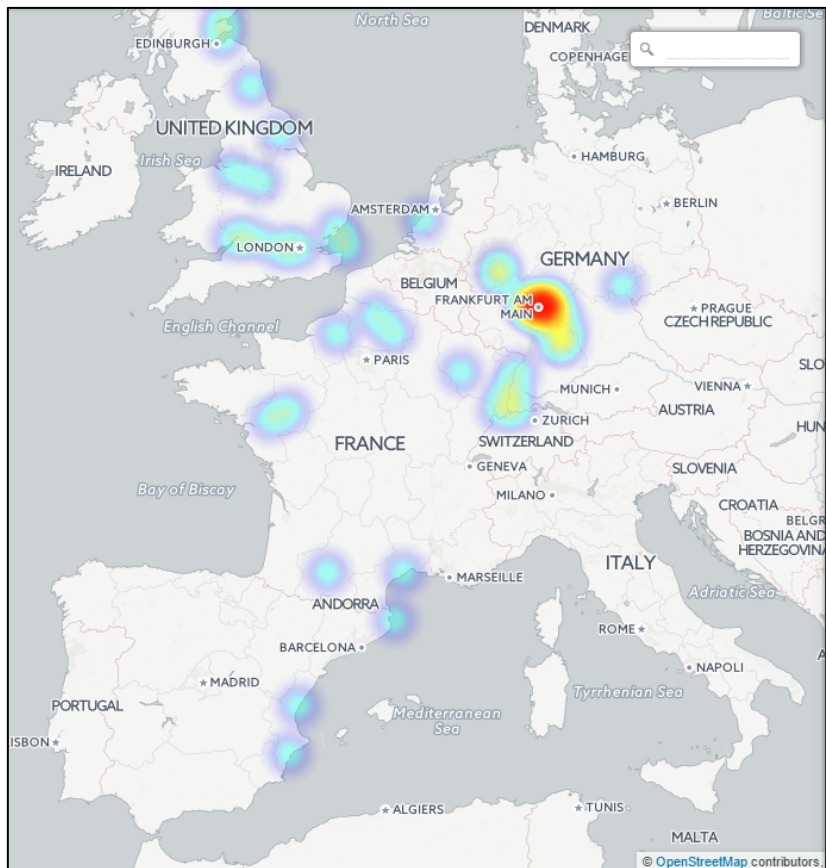 North Sea
Baltic Se
DENMARK
EDINBURGH
COPENHAGE
UNITED KINGDOM
HAMBURG
Irish Sea
IRELAND
BERLIN
AMSTERDAM
LONDON
GERMANY
BELGIUM
FRANKFURT AM
MAIN
PRAGUE
CZECH REPUBLIC
English Channel
PARIS
SLO
MUNICH
VIENNA
AUSTRIA
ZURICH
HUN
FRANCE
SWITZERLAND
GENEVA
SLOVENIA
Bay of Biscay
MILANO
CROATIA
BELGR
BOSNIA AND
HERZEGOVINA
ITALY
MARSEILLE
Adriatic Sea
ANDORRA
ROME
BARCELONA
NAPOLI
MADRID
Tyrrhenian Sea
PORTUGAL
Mediterranean
Sea
ISBON
ALGIERS
TUNIS
MALTA
© OpenStreetMap contributors